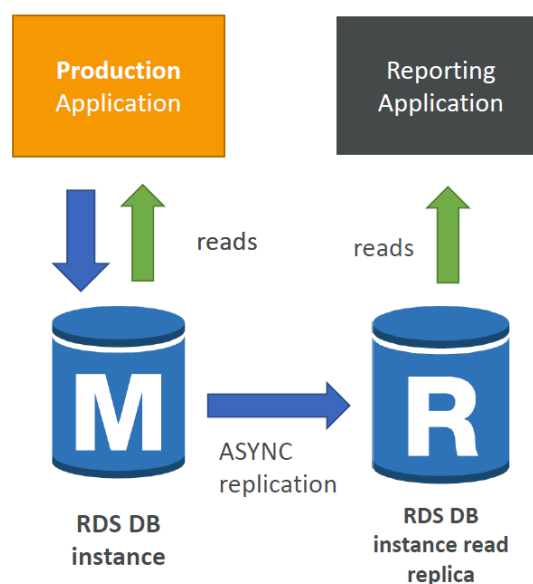 Production
Application
Reporting
Application
reads
reads
M
R
ASYNC
replication
RDS DB
instance
RDS DB
instance read
replica